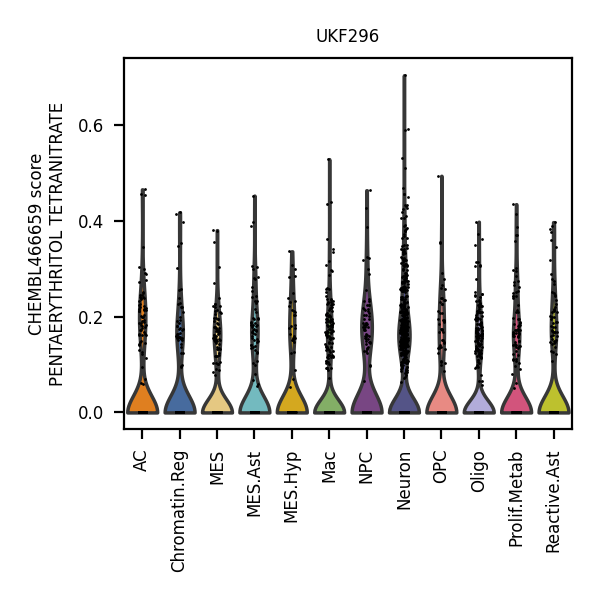 UKF296
CHEMBL466659 score
PENTAERYTHRITOL TETRANITRATE
0.6
0.4
0.2
0.0
AC
Chromatin.Reg
MES
MES.Ast
MES.Hyp
Mac
NPC
Neuron
OPC
Oligo
Prolif.Metab
Reactive.Ast